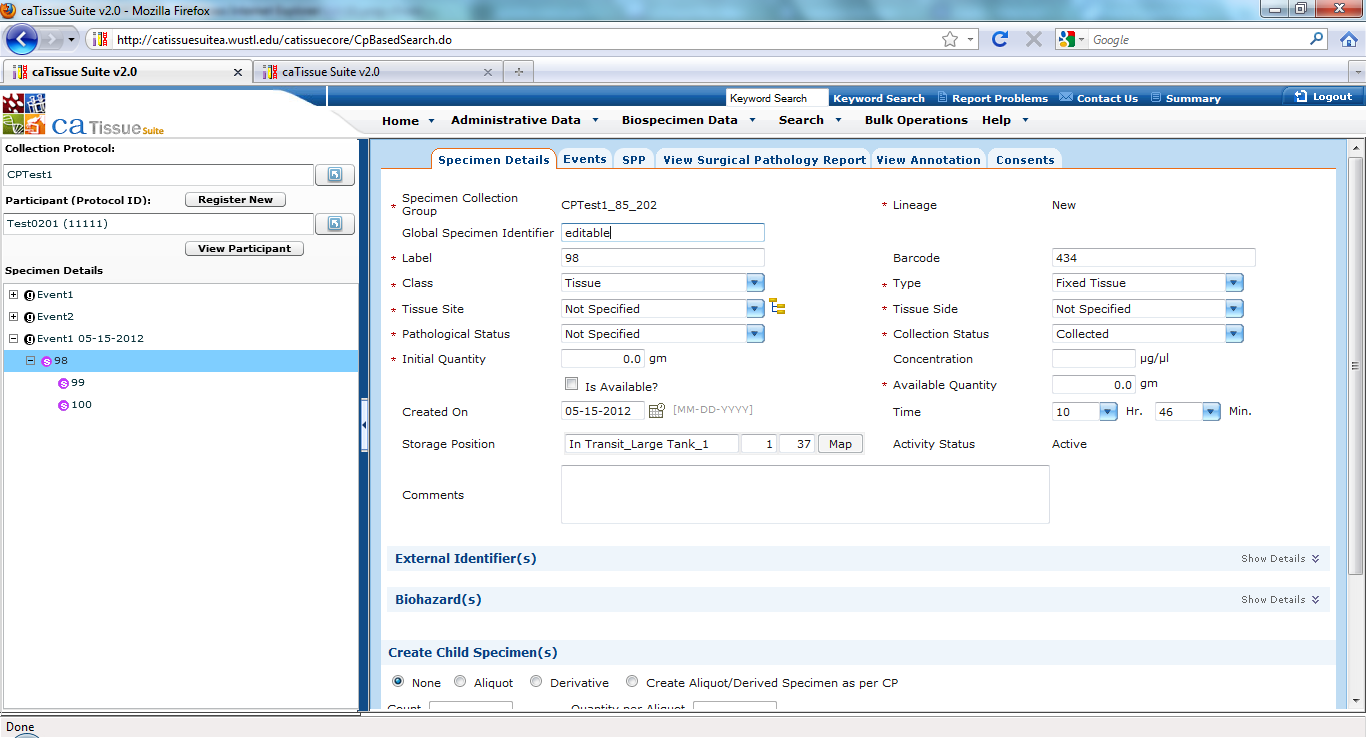 caTissue Suite v2.0 - Mozilla Firefox
http://catissuesuitea.wustl.edu/catissuecore/CpBasedSearch.do
Google
caTissue Suite v2.0
caTissue Suite v2.0
Keyword Search
Keyword Search
Report Problems
Contact Us
Summary
Logout
ca Tissue Suite
Home
Administrative Data
Biospecimen Data
Search
Bulk Operations
Help
Collection Protocol:
CPTest1
Participant (Protocol ID):
Register New
Test0201 (11111)
View Participant
Specimen Details
Event1
Event2
Event1 05-15-2012
98
99
100
Specimen Details
Events
SPP
View Surgical Pathology Report
View Annotation
Consents
* Specimen Collection Group
CPTest1_85_202
* Lineage
New
Global Specimen Identifier
editable
* Label
98
Barcode
434
* Class
Tissue
* Type
Fixed Tissue
* Tissue Site
Not Specified
* Tissue Side
Not Specified
* Pathological Status
Not Specified
* Collection Status
Collected
* Initial Quantity
0.0 gm
Concentration
µg/µl
Is Available?
* Available Quantity
0.0 gm
Created On
05-15-2012
[MM-DD-YYYY]
Time
10 Hr. 46 Min.
Storage Position
In Transit_Large Tank_1
1
37
Map
Activity Status
Active
Comments
External Identifier(s)
Show Details
Biohazard(s)
Show Details
Create Child Specimen(s)
None
Aliquot
Derivative
Create Aliquot/Derived Specimen as per CP
Count
Quantity per Aliquot
Done